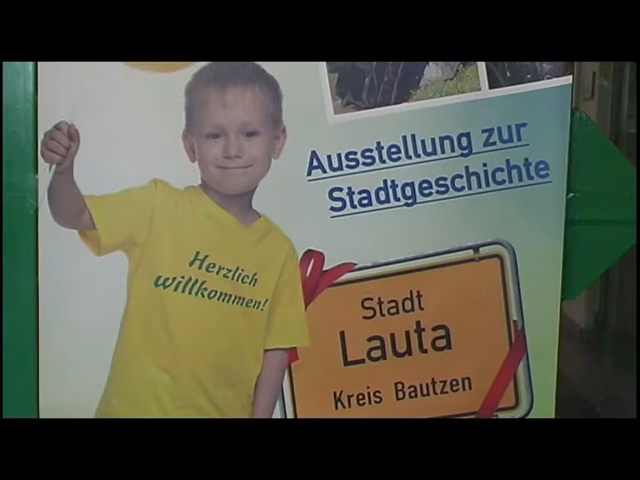 Ausstellung zur
Stadtgeschichte
Herzlich
willkommen!
Stadt
Lauta
Kreis Bautzen